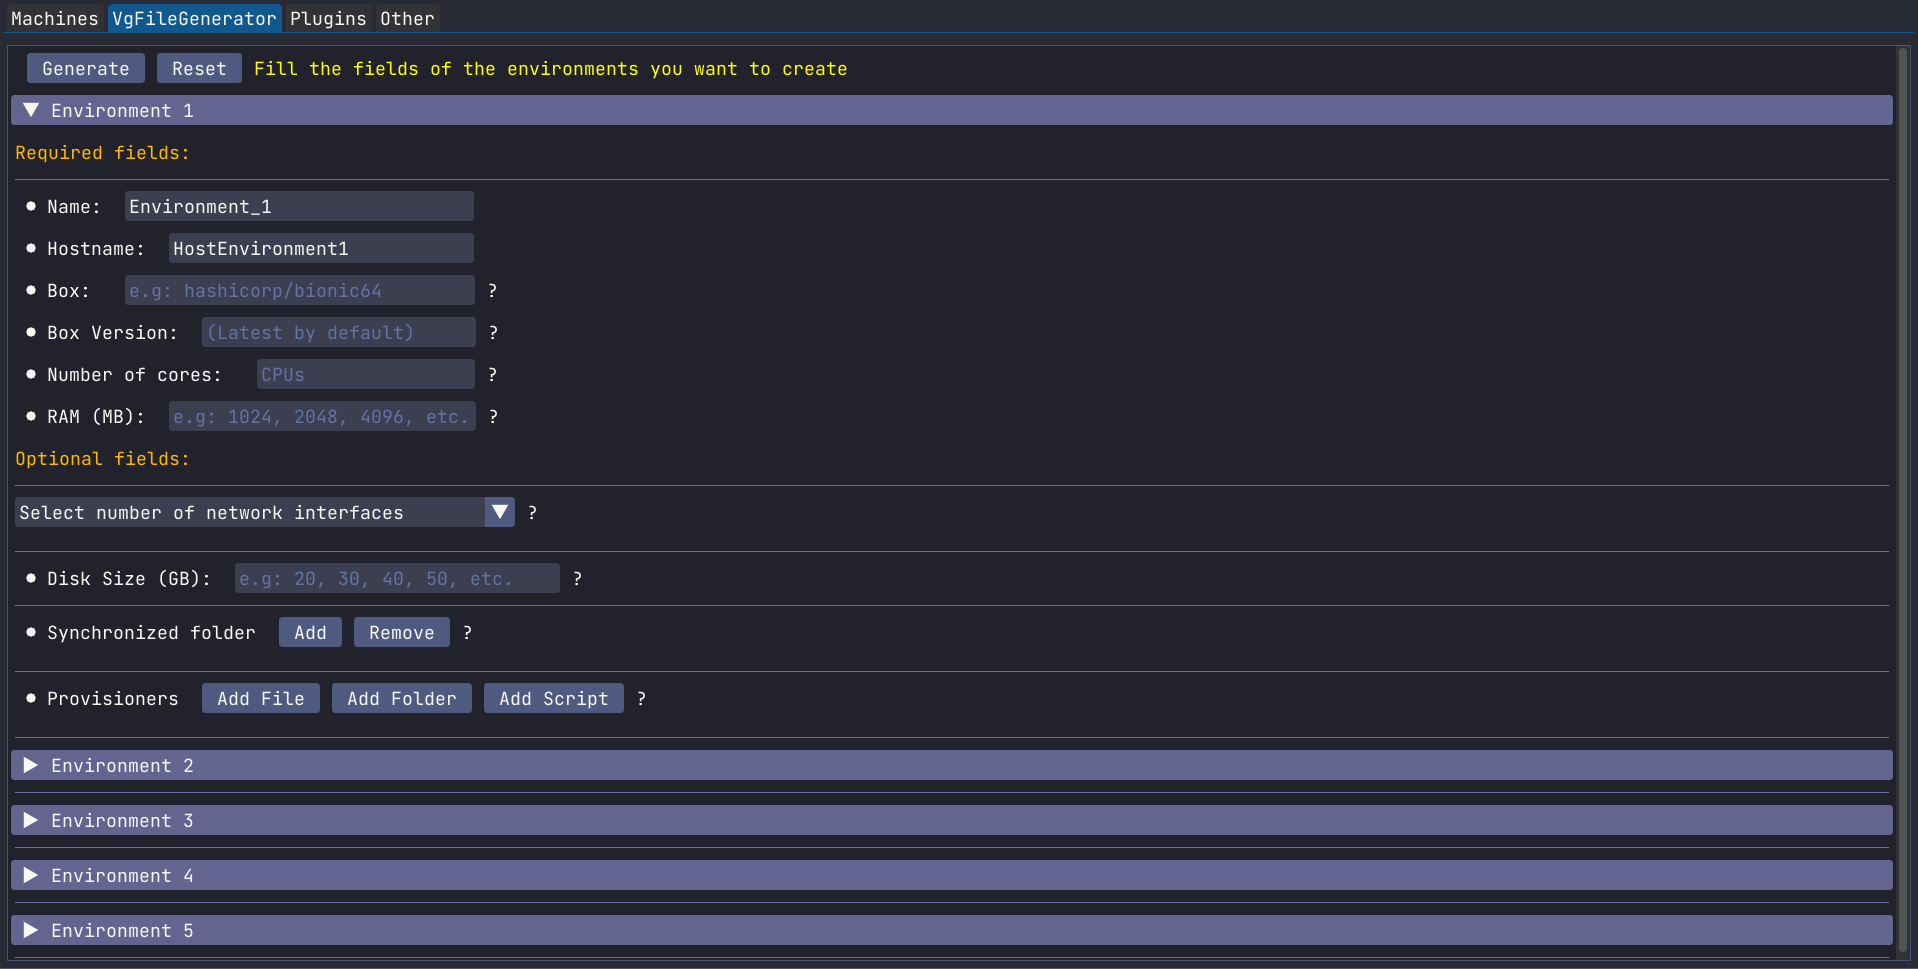 Machines VgFileGenerator Plugins Other
Generate Reset Fill the fields of the environments you want to create
Environment 1
Required fields:
Name: Environment_1
Hostname: HostEnvironment1
Box: e.g: hashicorp/bionic64 ?
Box Version: (Latest by default) ?
Number of cores: CPUs ?
RAM (MB): e.g: 1024, 2048, 4096, etc. ?
Optional fields:
Select number of network interfaces ?
Disk Size (GB): e.g: 20, 30, 40, 50, etc. ?
Synchronized folder Add Remove ?
Provisioners Add File Add Folder Add Script ?
Environment 2
Environment 3
Environment 4
Environment 5